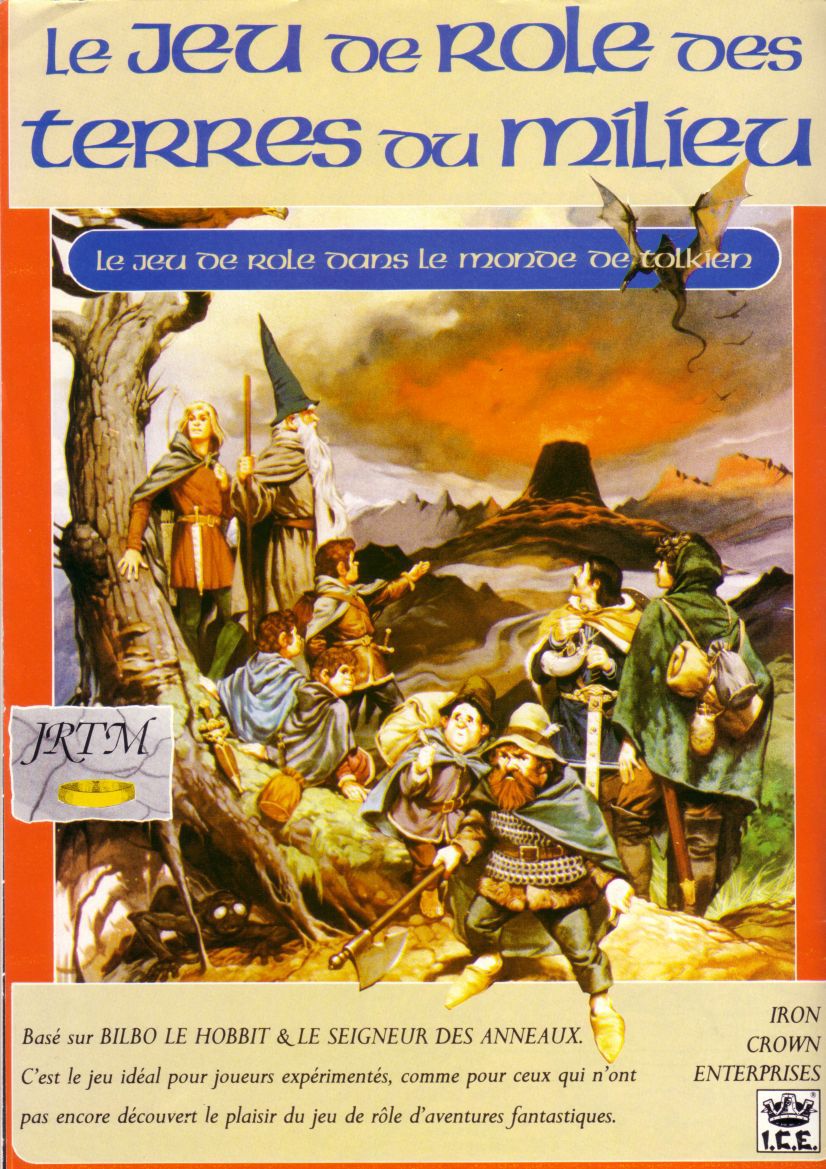 Le JEU DE ROLE DES
TERRES DU MILIEU
Le JEU DE ROLE DANS LE MONDE DE TOLKIEN
JRTM
Basé sur BILBO LE HOBBIT & LE SEIGNEUR DES ANNEAUX.
C'est le jeu idéal pour joueurs expérimentés, comme pour ceux qui n'ont
pas encore découvert le plaisir du jeu de rôle d'aventures fantastiques.
IRON
CROWN
ENTERPRISES
®
I.C.E.